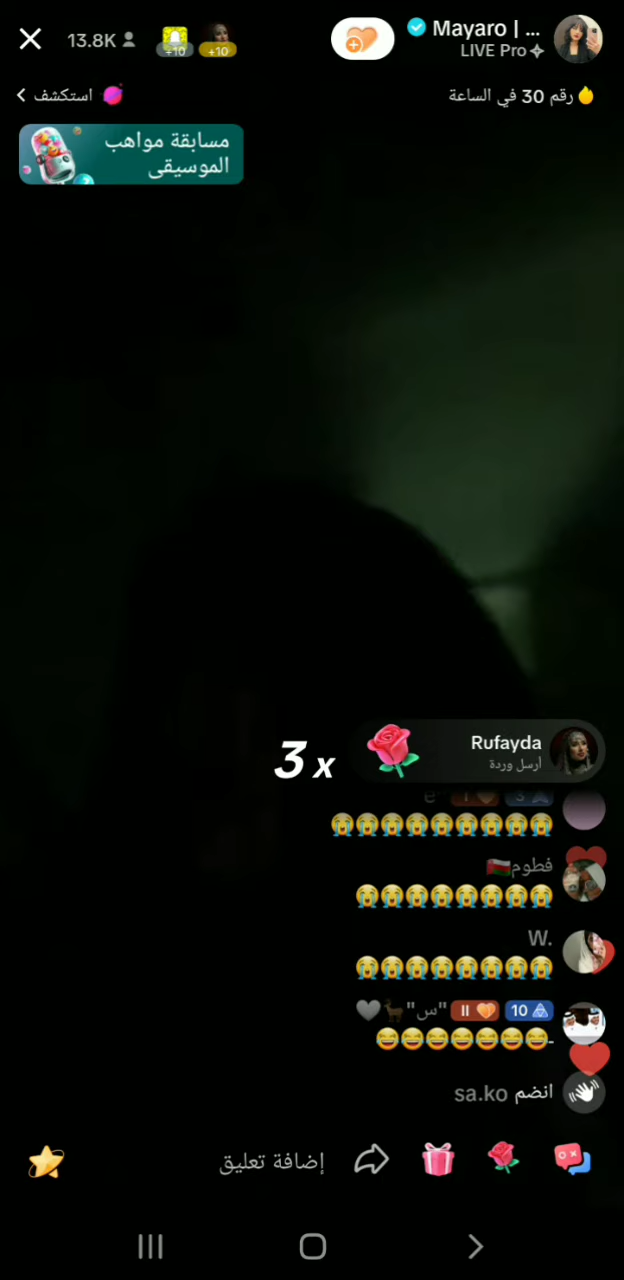 13.8K
+10
+10
Mayaro | ...
LIVE Pro
استكشف
رقم 30 في الساعة
مسابقة مواهب
الموسيقى
3 x
Rufayda
أرسل وردة
فطوم🇴🇲
😭😭😭😭😭😭😭😭
W.
😭😭😭😭😭😭😭😭
10 II "س"🐐🩶
😂😂😂😂😂😂😂-
انضم sa.ko
إضافة تعليق